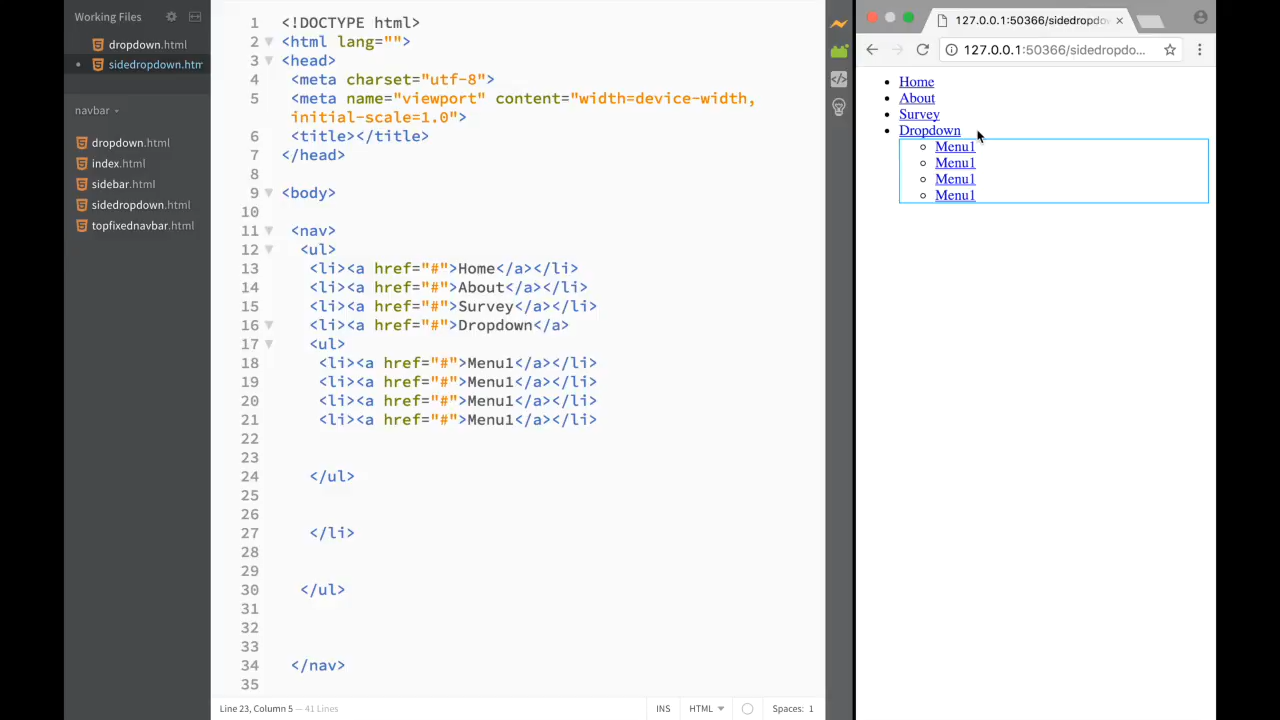 Working Files
dropdown.html
sidedropdown.htm
navbar
dropdown.html
index.html
sidebar.html
sidedropdown.html
topfixednavbar.html
1 <!DOCTYPE html>
2 <html lang="">
3 <head>
4 <meta charset="utf-8">
5 <meta name="viewport" content="width=device-width,
initial-scale=1.0">
6 <title></title>
7 </head>
8
9 <body>
10
11 <nav>
12 <ul>
13 <li><a href="#">Home</a></li>
14 <li><a href="#">About</a></li>
15 <li><a href="#">Survey</a></li>
16 <li><a href="#">Dropdown</a>
17 <ul>
18 <li><a href="#">Menu1</a></li>
19 <li><a href="#">Menu1</a></li>
20 <li><a href="#">Menu1</a></li>
21 <li><a href="#">Menu1</a></li>
22
23
24 </ul>
25
26
27 </li>
28
29
30 </ul>
31
32
33
34 </nav>
35
Line 23, Column 5 — 41 Lines
INS
HTML
Spaces: 1
127.0.0.1:50366/sidedropdo
127.0.0.1:50366/sidedropdo...
Home
About
Survey
Dropdown
Menu1
Menu1
Menu1
Menu1